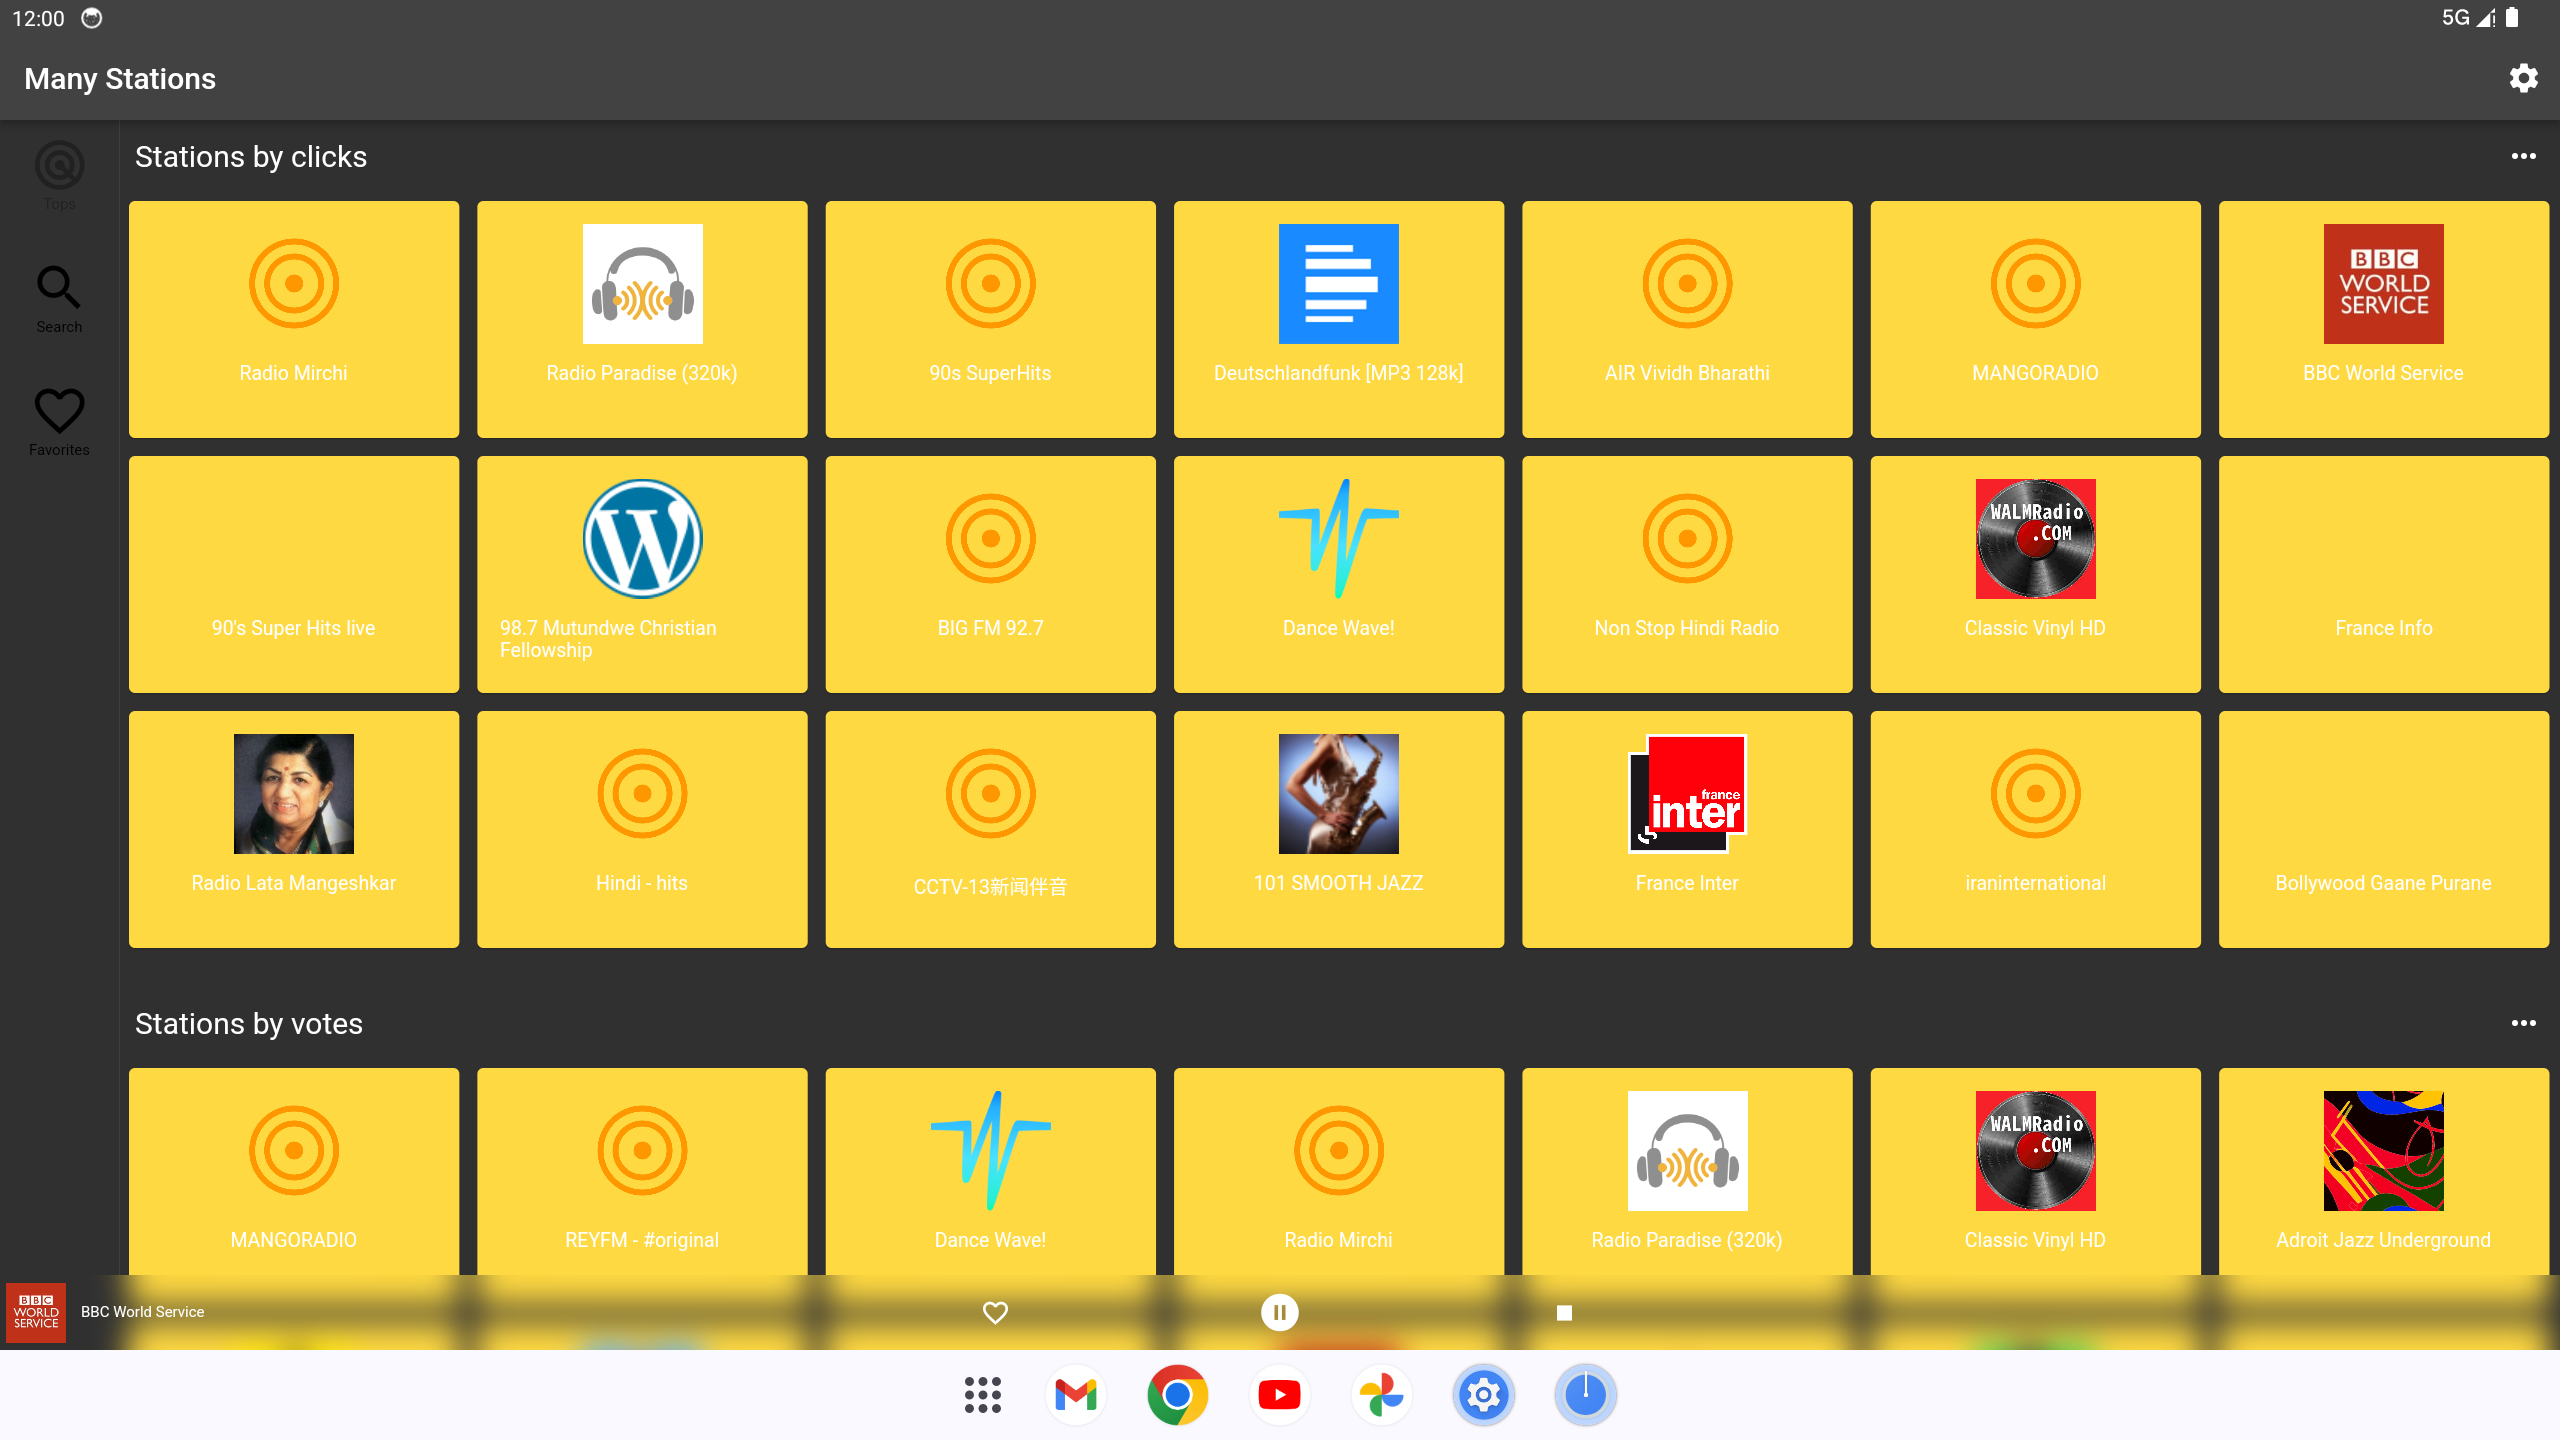 12:00
5G
Many Stations
Tops
Search
Favorites
Stations by clicks
Radio Mirchi
Radio Paradise (320k)
90s SuperHits
Deutschlandfunk [MP3 128k]
AIR Vividh Bharathi
MANGORADIO
BBC
WORLD
SERVICE
BBC World Service
90's Super Hits live
98.7 Mutundwe Christian
Fellowship
BIG FM 92.7
Dance Wave!
Non Stop Hindi Radio
WALMRadio
.COM
Classic Vinyl HD
France Info
Radio Lata Mangeshkar
Hindi - hits
CCTV-13新闻伴音
101 SMOOTH JAZZ
france
inter
France Inter
iraninternational
Bollywood Gaane Purane
Stations by votes
MANGORADIO
REYFM - #original
Dance Wave!
Radio Mirchi
Radio Paradise (320k)
WALMRadio
.COM
Classic Vinyl HD
Adroit Jazz Underground
BBC
WORLD
SERVICE
BBC World Service